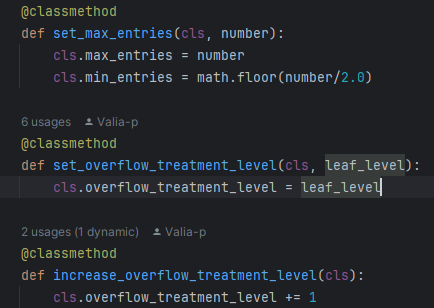 @classmethod
def set_max_entries(cls, number):
    cls.max_entries = number
    cls.min_entries = math.floor(number/2.0)
6 usages Valia-p
@classmethod
def set_overflow_treatment_level(cls, leaf_level):
    cls.overflow_treatment_level = leaf_level
2 usages (1 dynamic) Valia-p
@classmethod
def increase_overflow_treatment_level(cls):
    cls.overflow_treatment_level += 1